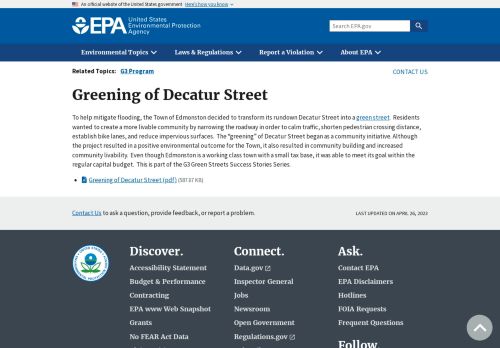 An official website of the United States government Here's how you know
EPA United States
Environmental Protection
Agency
Search EPA.gov
Environmental Topics Laws & Regulations Report a Violation About EPA
Related Topics: G3 Program CONTACT US
Greening of Decatur Street
To help mitigate flooding, the Town of Edmonston decided to transform its rundown Decatur Street into a green street. Residents
wanted to create a more livable community by narrowing the roadway in order to calm traffic, shorten pedestrian crossing distance,
establish bike lanes, and reduce impervious surfaces. The "greening" of Decatur Street began as a community initiative. Although
the project resulted in a positive environmental outcome for the Town, it also resulted in community building and increased
community livability. Even though Edmonston is a working class town with a small tax base, it was able to meet its goal within the
regular capital budget. This is part of the G3 Green Streets Success Stories Series.
Greening of Decatur Street (pdf) (587.07 KB)
Contact Us to ask a question, provide feedback, or report a problem. LAST UPDATED ON APRIL 26, 2023
Discover. Connect. Ask.
Accessibility Statement Data.gov Contact EPA
Budget & Performance Inspector General EPA Disclaimers
Contracting Jobs Hotlines
EPA www Web Snapshot Newsroom FOIA Requests
Grants Open Government Frequent Questions
No FEAR Act Data Regulations.gov Follow.